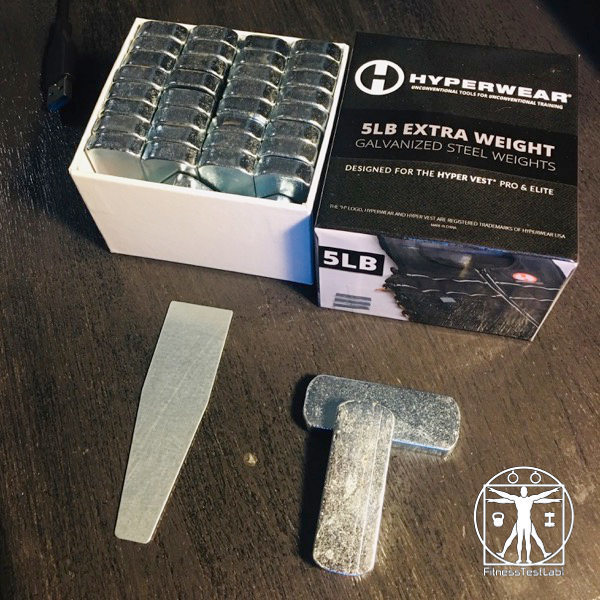 HYPERWEAR®
UNCONVENTIONAL TOOLS FOR UNCONVENTIONAL TRAINING
5LB EXTRA WEIGHT
GALVANIZED STEEL WEIGHTS
DESIGNED FOR THE HYPER VEST® PRO & ELITE
THE "H" LOGO, HYPERWEAR AND HYPER VEST ARE REGISTERED TRADEMARKS OF HYPERWEAR USA
MADE IN CHINA
5LB
FitnessTestLab